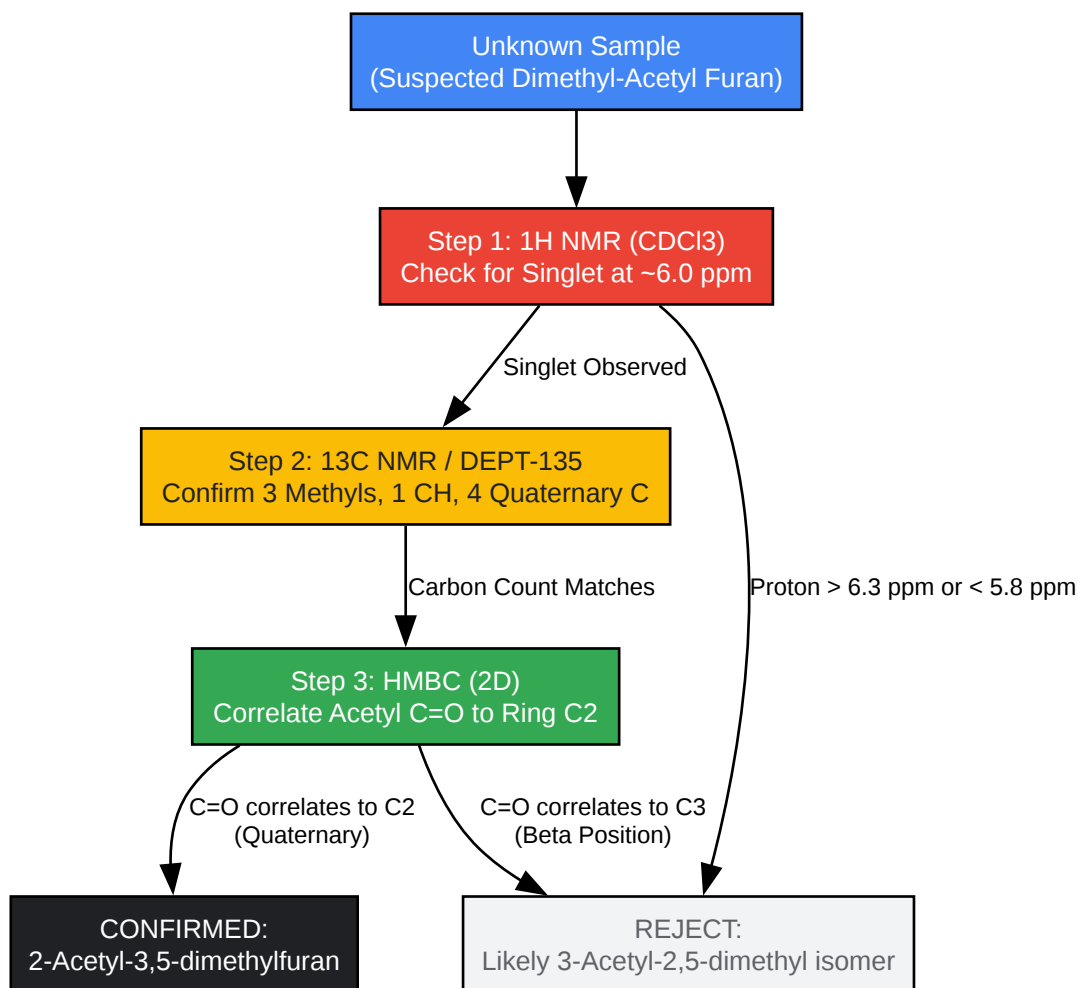 Unknown Sample
(Suspected Dimethyl-Acetyl Furan)
Step 1: 1H NMR (CDCl3)
Check for Singlet at ~6.0 ppm
Singlet Observed
Step 2: 13C NMR / DEPT-135
Confirm 3 Methyls, 1 CH, 4 Quaternary C
Carbon Count Matches
Proton > 6.3 ppm or < 5.8 ppm
Step 3: HMBC (2D)
Correlate Acetyl C=O to Ring C2
C=O correlates to C2
(Quaternary)
C=O correlates to C3
(Beta Position)
CONFIRMED:
2-Acetyl-3,5-dimethylfuran
REJECT:
Likely 3-Acetyl-2,5-dimethyl isomer